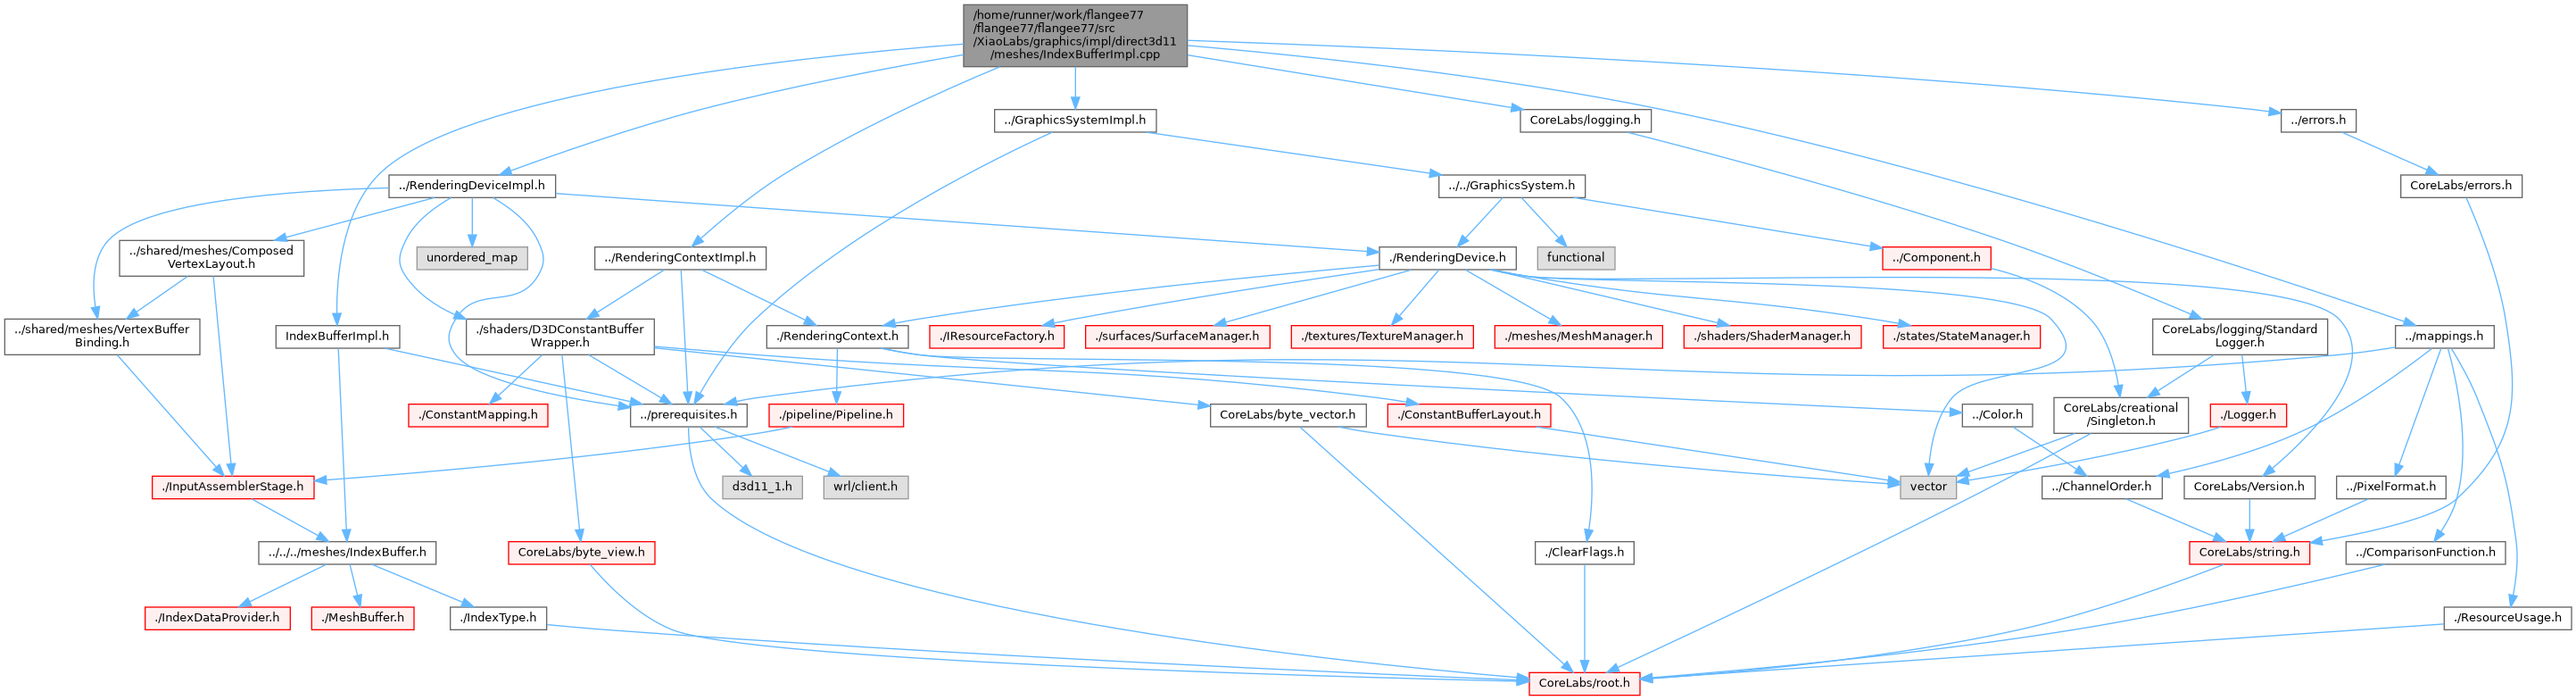 /home/runner/work/flangee77
/flangee77/flangee77/src
/XiaoLabs/graphics/impl/direct3d11
/meshes/IndexBufferImpl.cpp
../GraphicsSystemImpl.h
CoreLabs/logging.h
../errors.h
../RenderingDeviceImpl.h
../../GraphicsSystem.h
CoreLabs/errors.h
../shared/meshes/Composed
VertexLayout.h
unordered_map
../RenderingContextImpl.h
./RenderingDevice.h
functional
../Component.h
../shared/meshes/VertexBuffer
Binding.h
IndexBufferImpl.h
./shaders/D3DConstantBuffer
Wrapper.h
./RenderingContext.h
./IResourceFactory.h
./surfaces/SurfaceManager.h
./textures/TextureManager.h
./meshes/MeshManager.h
./shaders/ShaderManager.h
./states/StateManager.h
CoreLabs/logging/Standard
Logger.h
../mappings.h
./ConstantMapping.h
../prerequisites.h
./pipeline/Pipeline.h
CoreLabs/byte_vector.h
./ConstantBufferLayout.h
../Color.h
CoreLabs/creational
/Singleton.h
./Logger.h
./InputAssemblerStage.h
d3d11_1.h
wrl/client.h
vector
../ChannelOrder.h
CoreLabs/Version.h
../PixelFormat.h
../../../meshes/IndexBuffer.h
CoreLabs/byte_view.h
./ClearFlags.h
CoreLabs/string.h
../ComparisonFunction.h
./IndexDataProvider.h
./MeshBuffer.h
./IndexType.h
./ResourceUsage.h
CoreLabs/root.h